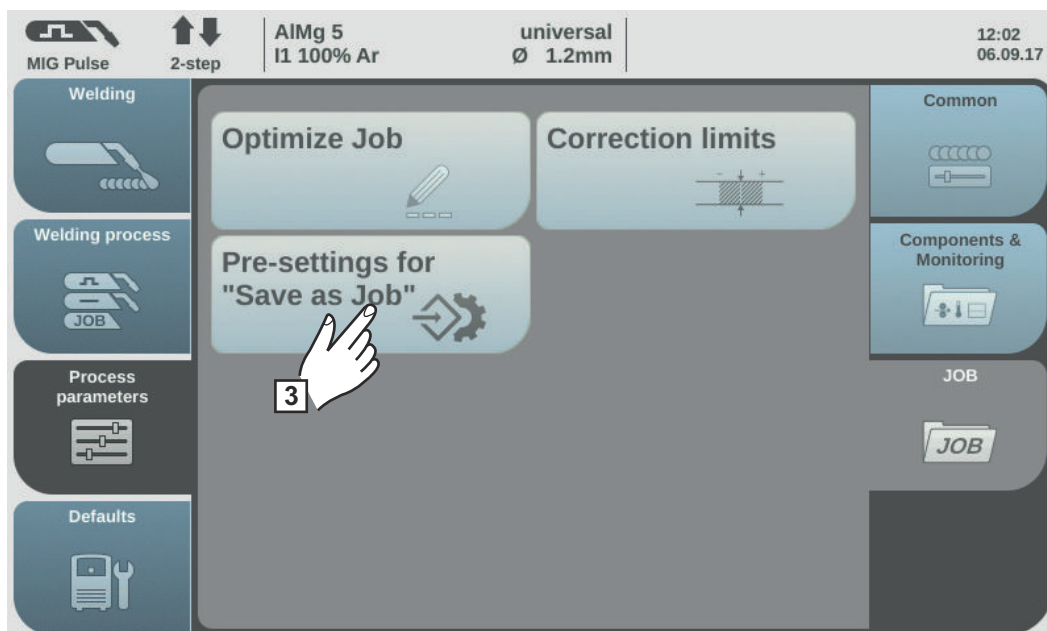 MIG Pulse
2-step
AlMg 5
I1 100% Ar
universal
Ø 1.2mm
12:02
06.09.17
Welding
Welding process
JOB
Process
parameters
Defaults
Optimize Job
Correction limits
- +
Pre-settings for
"Save as Job"
3
Common
Components &
Monitoring
JOB
JOB